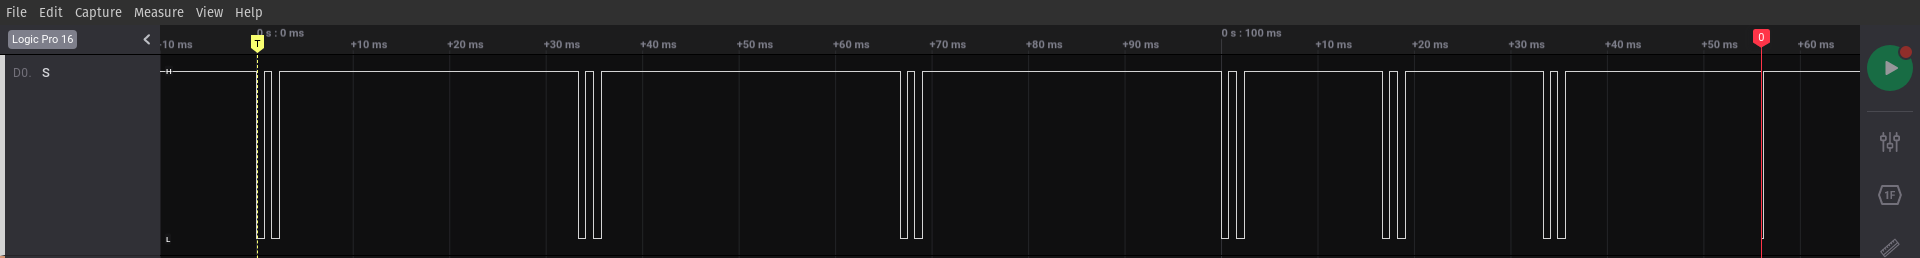 File Edit Capture Measure View Help
Logic Pro 16
0 s : 0 ms 0 s : 100 ms 0
T -10 ms +10 ms +20 ms +30 ms +40 ms +50 ms +60 ms +70 ms +80 ms +90 ms +10 ms +20 ms +30 ms +40 ms +50 ms +60 ms
D0. S H
1F
L